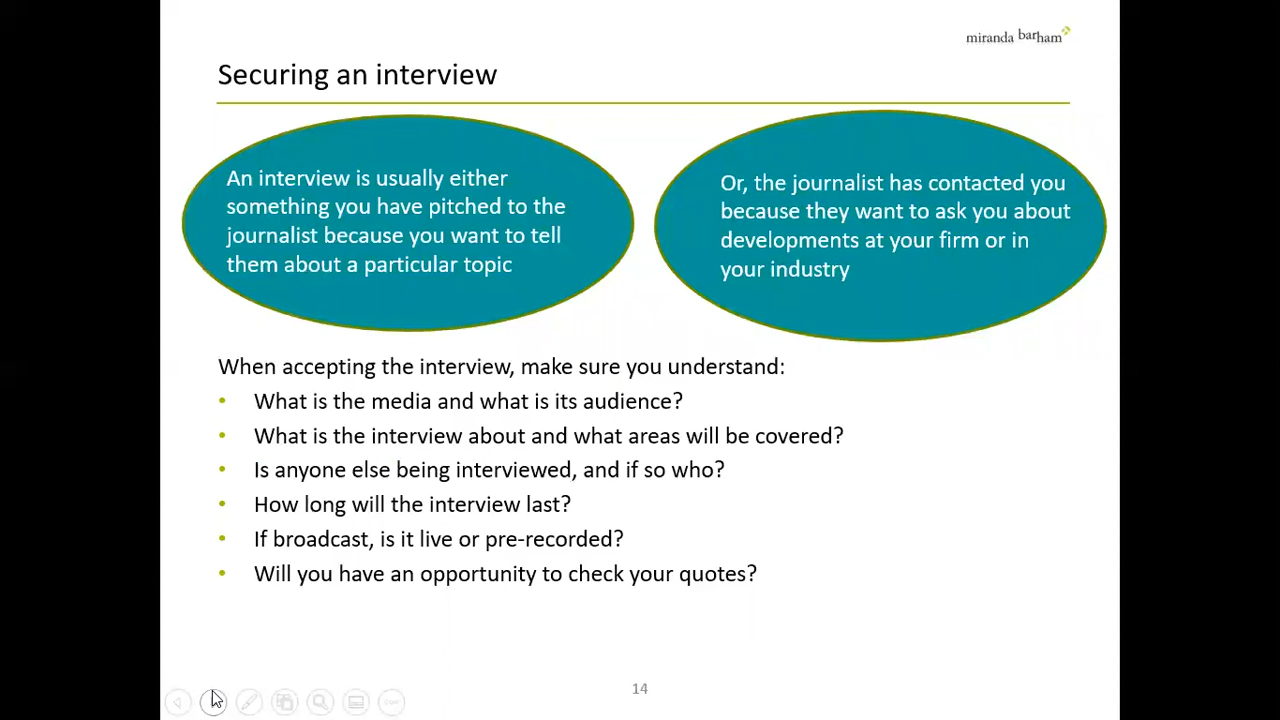 miranda barham
Securing an interview
An interview is usually either
something you have pitched to the
journalist because you want to tell
them about a particular topic
Or, the journalist has contacted you
because they want to ask you about
developments at your firm or in
your industry
When accepting the interview, make sure you understand:
• What is the media and what is its audience?
• What is the interview about and what areas will be covered?
• Is anyone else being interviewed, and if so who?
• How long will the interview last?
• If broadcast, is it live or pre-recorded?
• Will you have an opportunity to check your quotes?
14